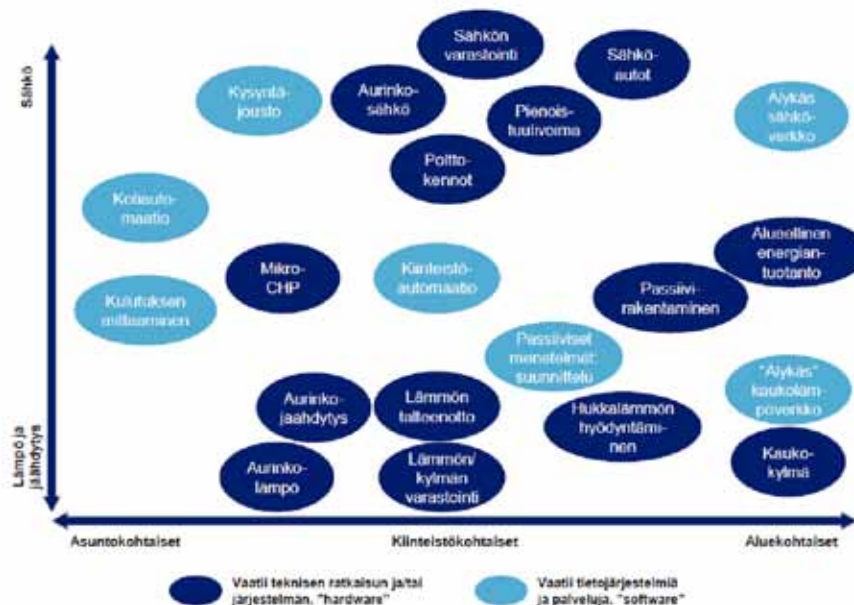 Sähkö
Lämpö ja
jäähdytys
Sähkön
varastointi
Sähkö-
autot
Kysyntä-
jousto
Aurinko-
sähkö
Pienois-
tuulivoima
Älykäs
sähkö-
verkko
Poltto-
kennot
Kotiauto-
maatio
Alueellinen
energian-
tuotanto
Mikro-
CHP
Kiinteistö-
automaatio
Passiivi-
rakentaminen
Kulutuksen
mittaaminen
Passiiviset
menetelmät:
suunnittelu
"Älykäs"
kaukoläm-
pöverkko
Aurinko-
jäähdytys
Lämmön
talteenotto
Hukkalämmön
hyödyntämi-
nen
Aurinko-
lämpö
Lämmön/
kylmän
varastointi
Kauko-
kylmä
Asuntokohtaiset
Kiinteistökohtaiset
Aluekohtaiset
Vaatii teknisen ratkaisun ja/tai
järjestelmän, "hardware"
Vaatii tietojärjestelmiä
ja palveluja, "software"